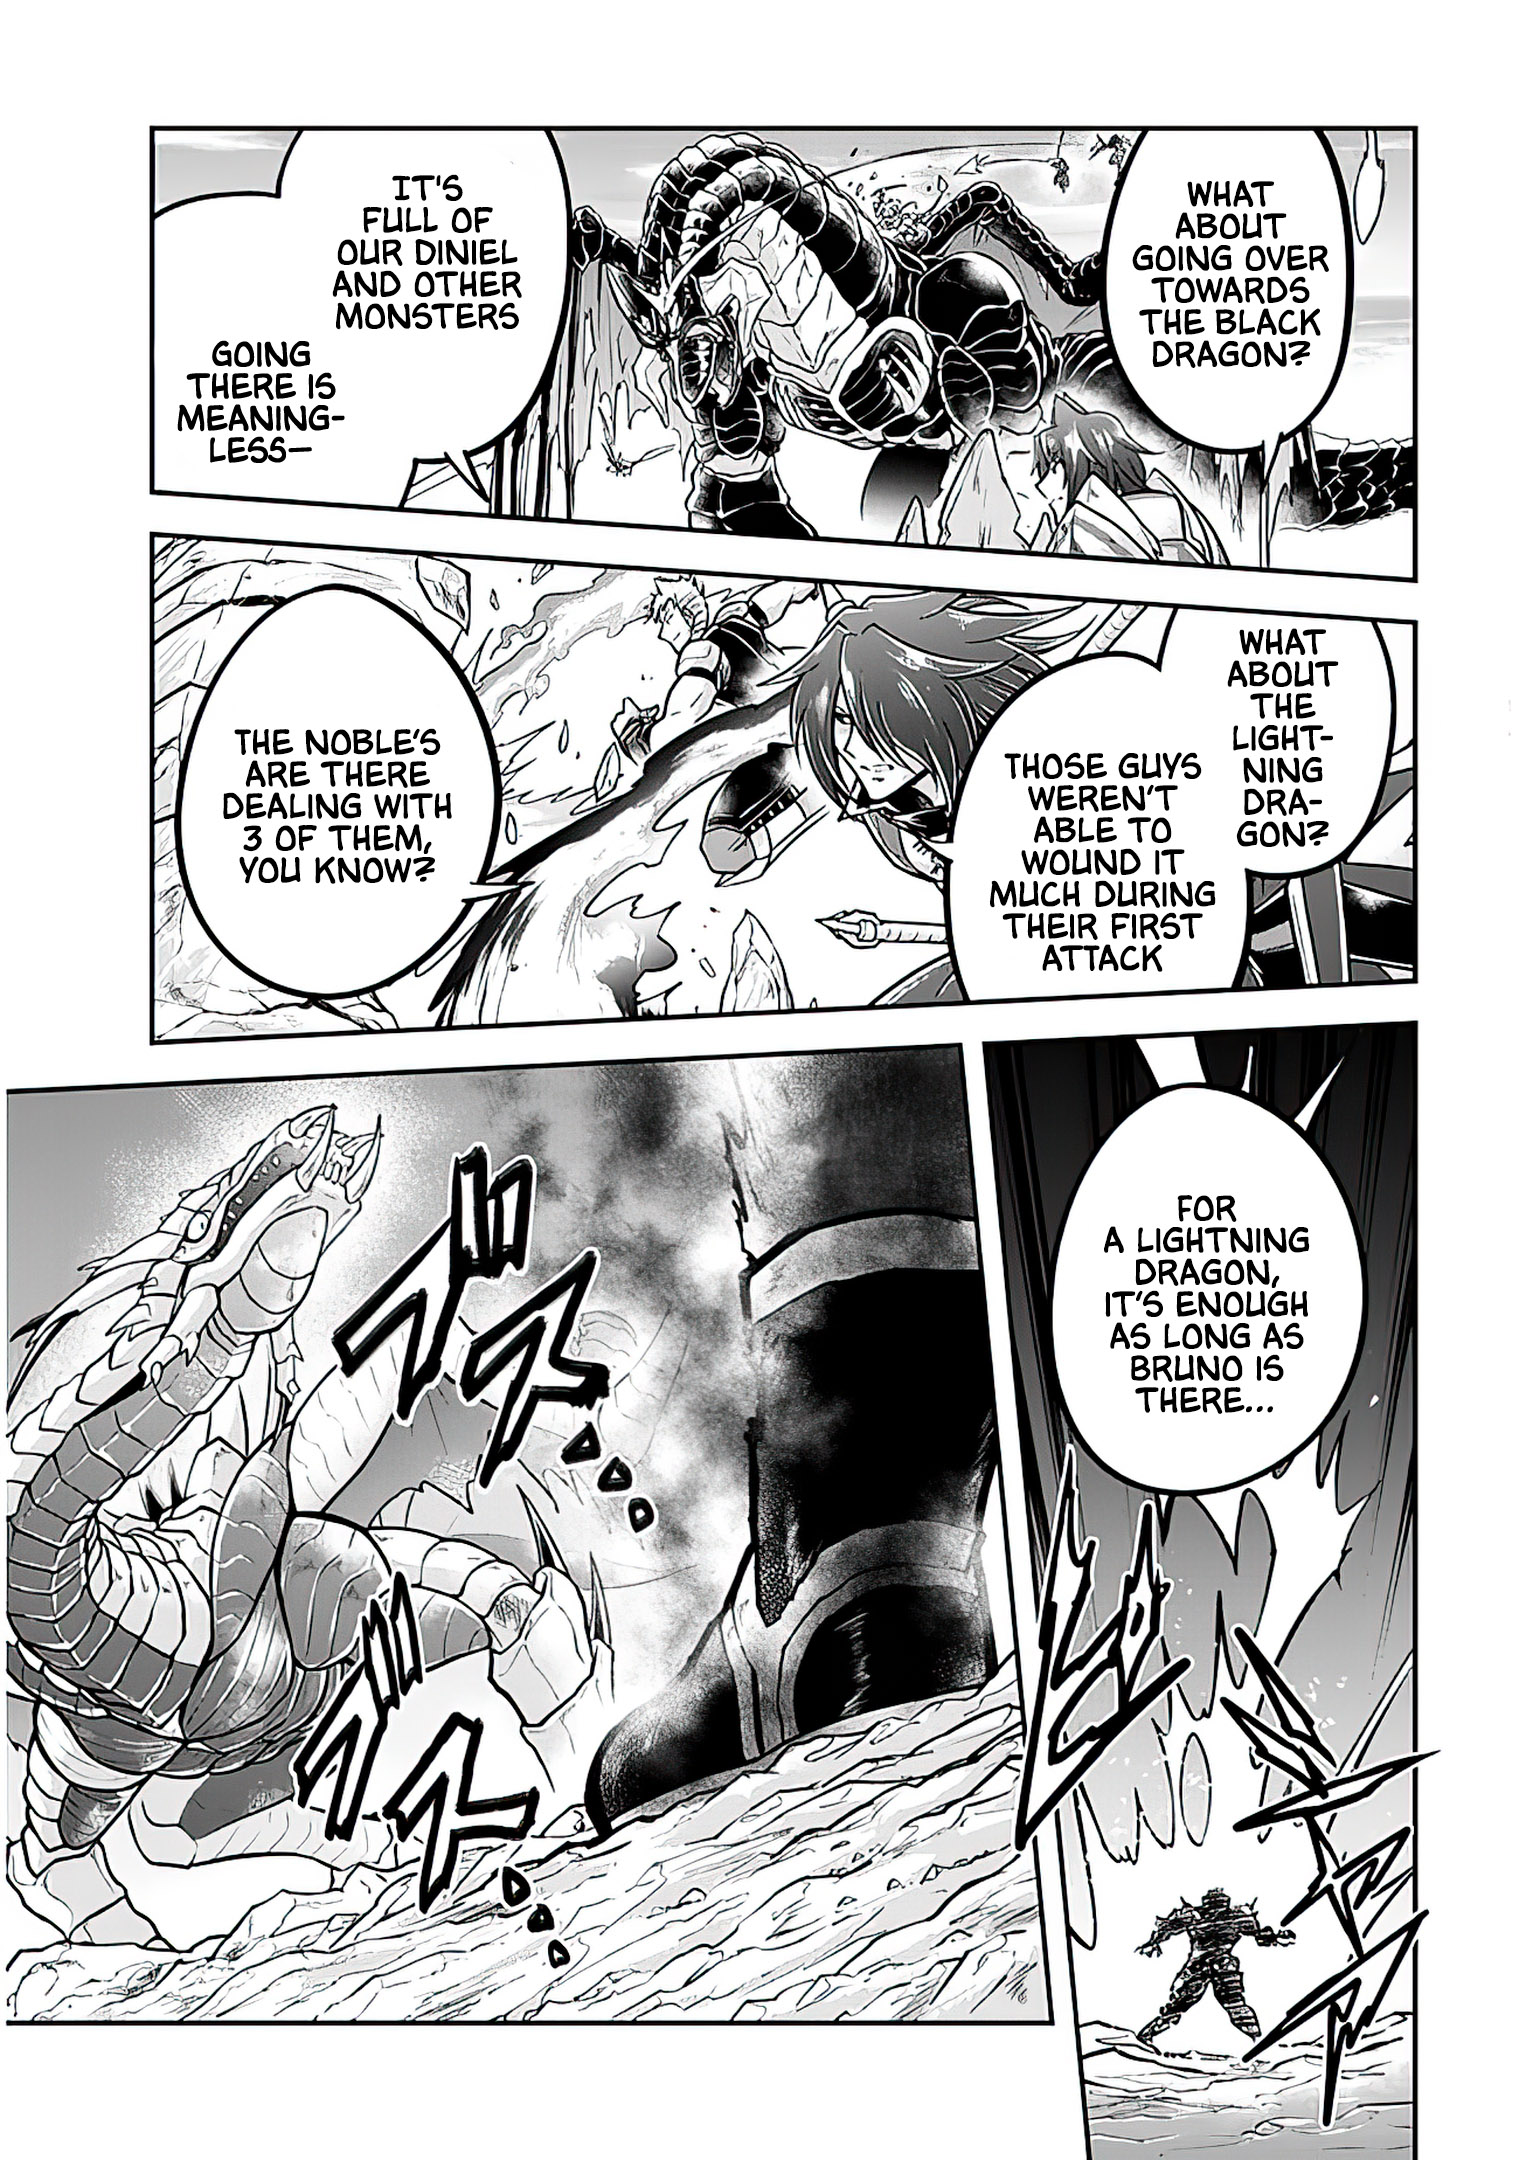 WHAT
ABOUT
GOING OVER
TOWARDS
THE BLACK
DRAGON?
IT'S
FULL OF
OUR DINIEL
AND OTHER
MONSTERS
GOING
THERE IS
MEANING-
LESS—
WHAT
ABOUT
THE
LIGHT-
NING
DRA-
GON?
THOSE GUYS
WEREN'T
ABLE TO
WOUND IT
MUCH DURING
THEIR FIRST
ATTACK
THE NOBLE'S
ARE THERE
DEALING WITH
3 OF THEM,
YOU KNOW?
FOR
A LIGHTNING
DRAGON,
IT'S ENOUGH
AS LONG AS
BRUNO IS
THERE...